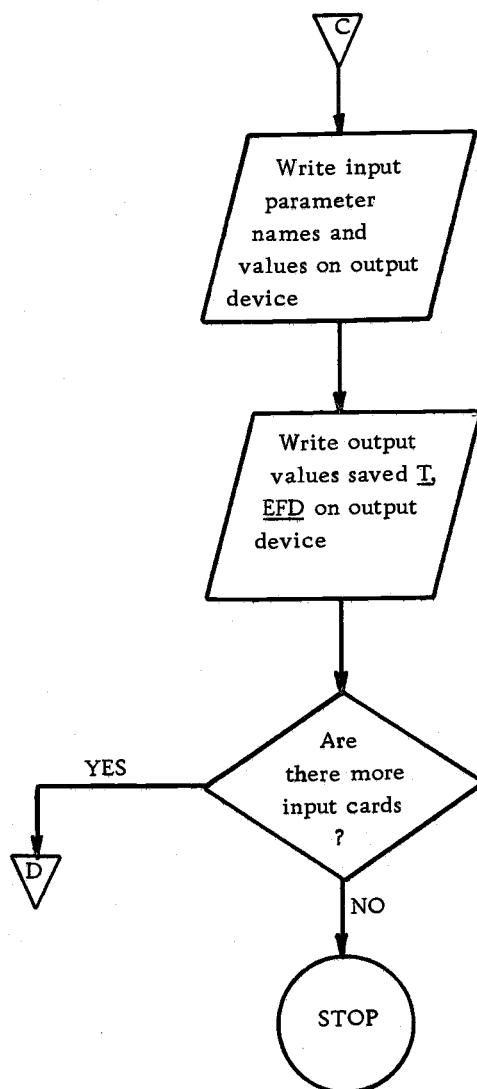 C
Write input
parameter
names and
values on output
device
Write output
values saved T,
EFD on output
device
Are
there more
input cards
?
YES
D
NO
STOP